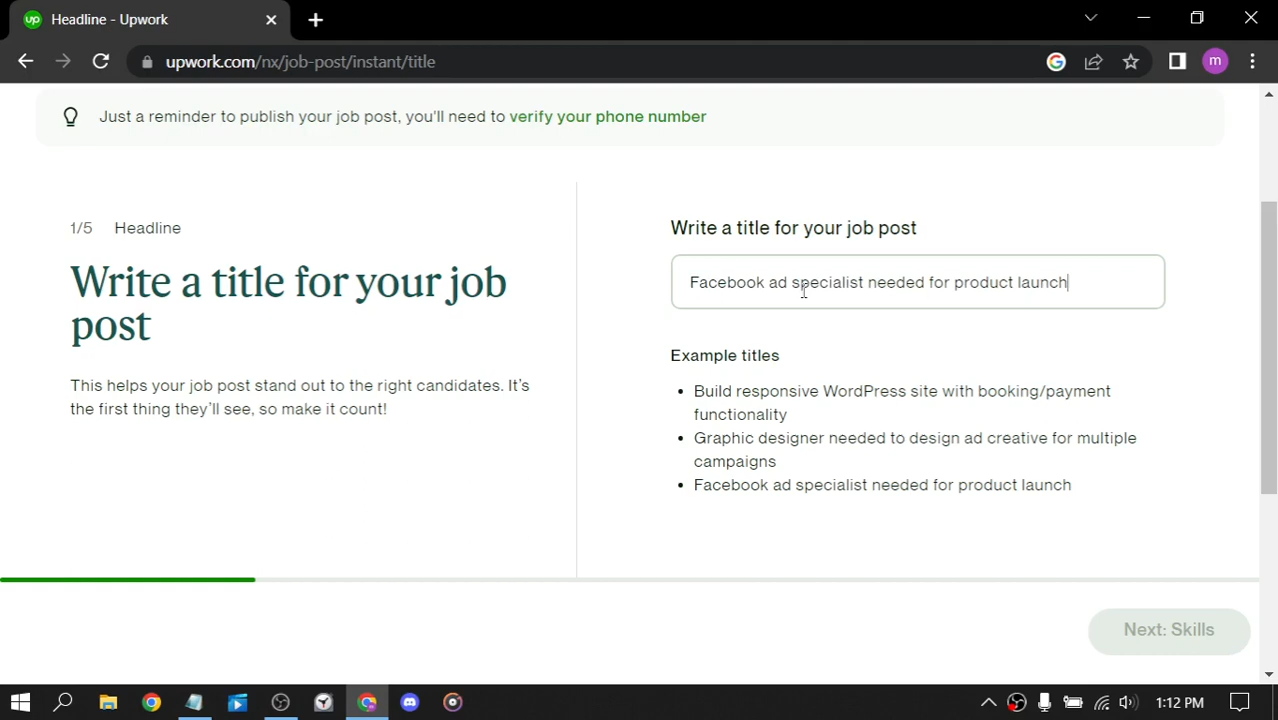 Headline - Upwork
upwork.com/nx/job-post/instant/title
m
Just a reminder to publish your job post, you'll need to verify your phone number
1/5 Headline
Write a title for your job
post
This helps your job post stand out to the right candidates. It's
the first thing they'll see, so make it count!
Write a title for your job post
Facebook ad specialist needed for product launch
Example titles
• Build responsive WordPress site with booking/payment
functionality
• Graphic designer needed to design ad creative for multiple
campaigns
• Facebook ad specialist needed for product launch
Next: Skills
1:12 PM